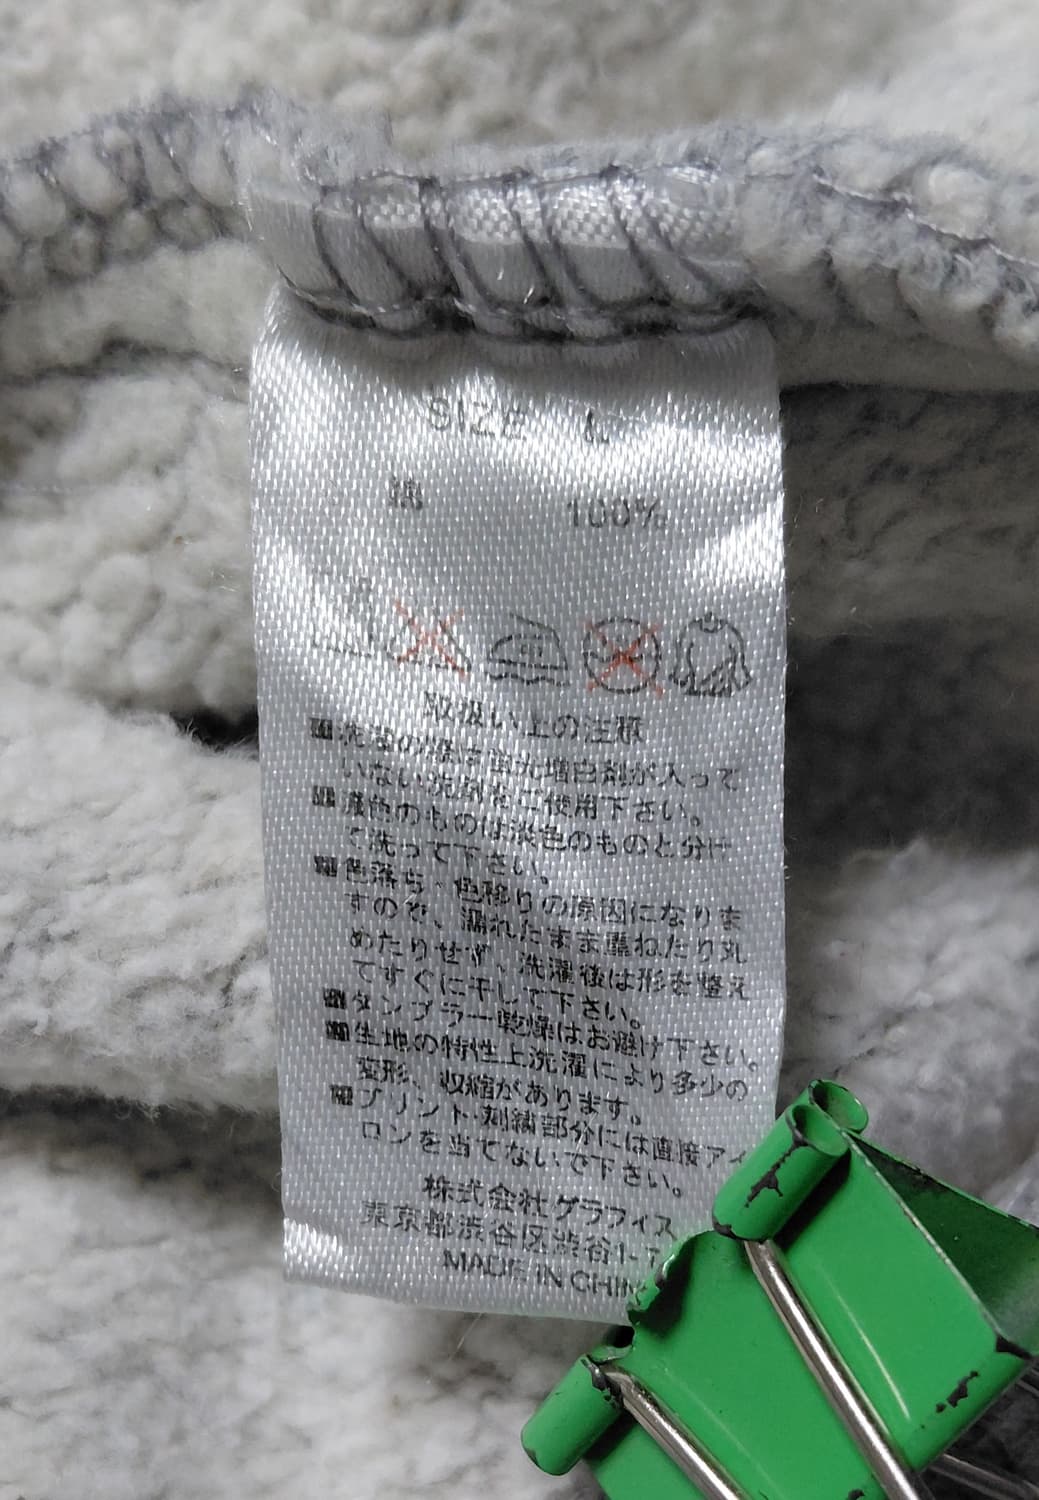 SIZE L
綿 100%
取扱い上の注意
■洗濯の際は蛍光増白剤が入って
いない洗剤をご使用下さい。
■濃色のものは淡色のものと分け
て洗って下さい。
■色落ち・色移りの原因になりま
すので、濡れたまま重ねたり丸
めたりせず、洗濯後は形を整え
てすぐに干して下さい。
■タンブラー乾燥はお避け下さい。
■生地の特性上洗濯により多少の
変形、収縮があります。
■プリント・刺繍部分には直接アイ
ロンを当てないで下さい。
株式会社グラフィス
東京都渋谷区渋谷1-
MADE IN CHIN